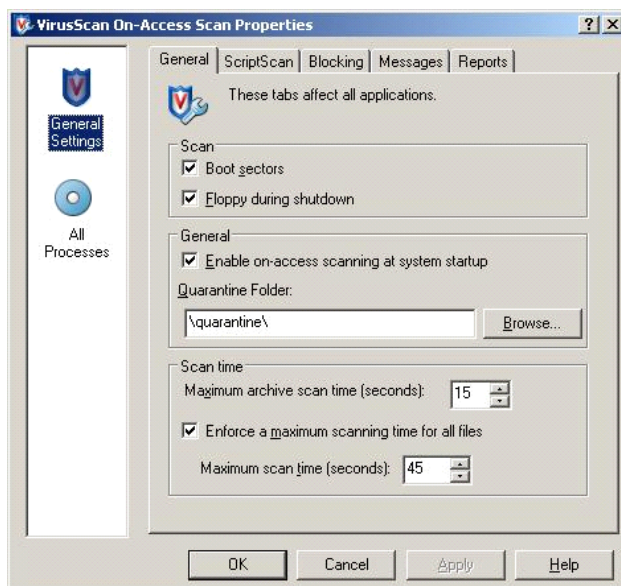 VirusScan On-Access Scan Properties
General
Settings
All
Processes
General ScriptScan Blocking Messages Reports
These tabs affect all applications.
Scan
Boot sectors
Floppy during shutdown
General
Enable on-access scanning at system startup
Quarantine Folder:
\quarantine\ Browse...
Scan time
Maximum archive scan time (seconds): 15
Enforce a maximum scanning time for all files
Maximum scan time (seconds): 45
OK Cancel Apply Help